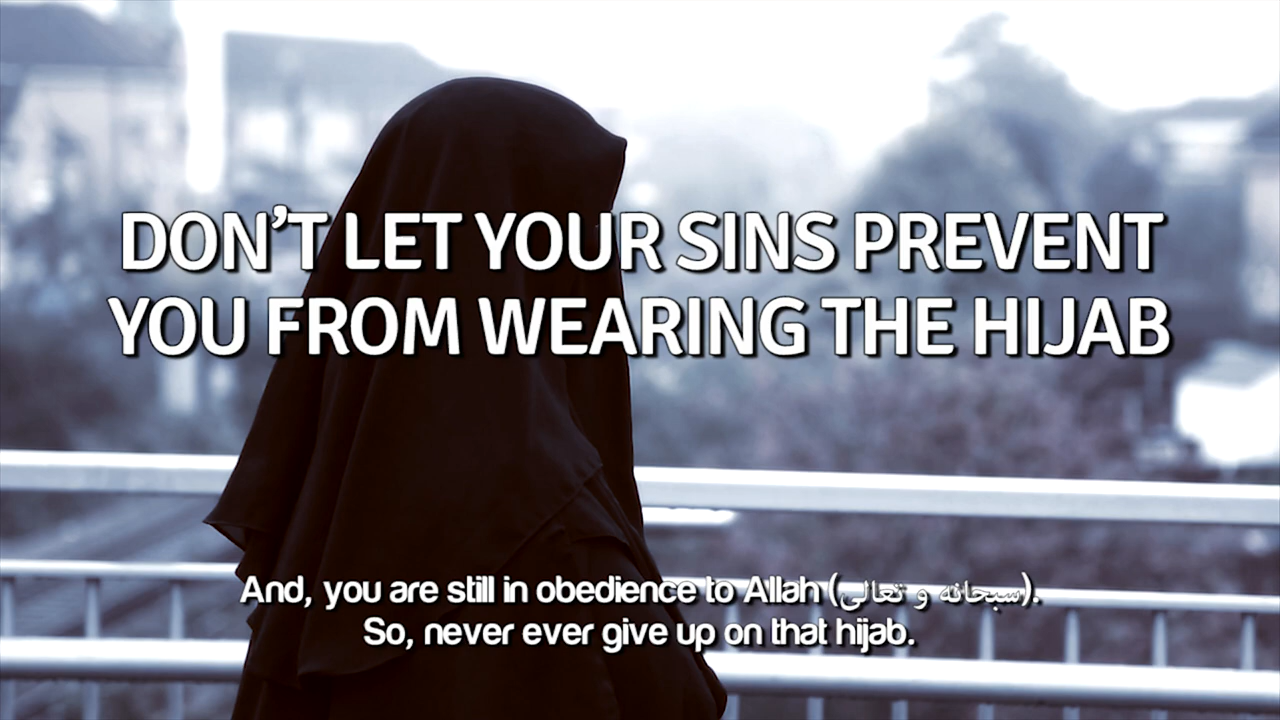 DON'T LET YOUR SINS PREVENT
YOU FROM WEARING THE HIJAB
And, you are still in obedience to Allah (سبحانه و تعالى).
So, never ever give up on that hijab.